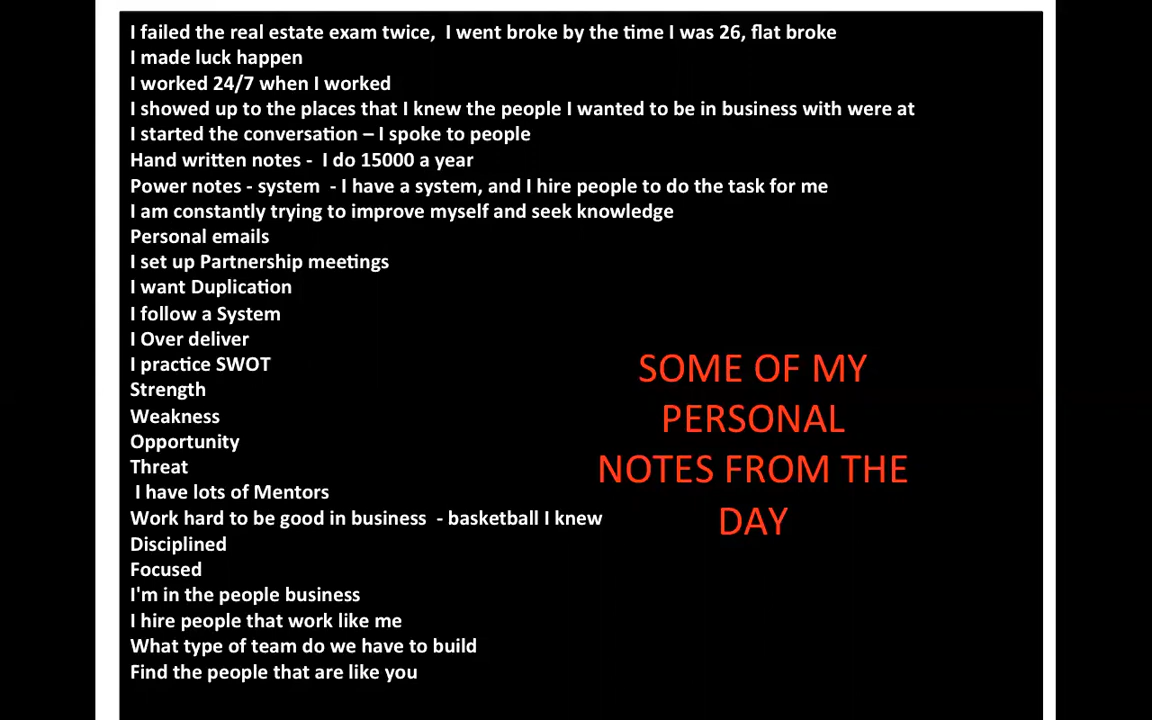 I failed the real estate exam twice,  I went broke by the time I was 26, flat broke
I made luck happen
I worked 24/7 when I worked
I showed up to the places that I knew the people I wanted to be in business with were at
I started the conversation – I spoke to people
Hand written notes -  I do 15000 a year
Power notes - system  - I have a system, and I hire people to do the task for me
I am constantly trying to improve myself and seek knowledge
Personal emails
I set up Partnership meetings
I want Duplication
I follow a System
I Over deliver
I practice SWOT
Strength
Weakness
Opportunity
Threat
I have lots of Mentors
Work hard to be good in business  - basketball I knew
Disciplined
Focused
I'm in the people business
I hire people that work like me
What type of team do we have to build
Find the people that are like you
SOME OF MY
PERSONAL
NOTES FROM THE
DAY